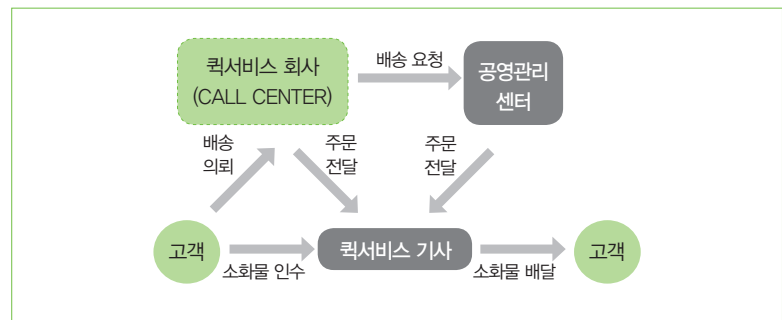 퀵서비스 회사
(CALL CENTER)
배송 요청
공영관리
센터
배송
의뢰
주문
전달
주문
전달
고객
소화물 인수
퀵서비스 기사
소화물 배달
고객